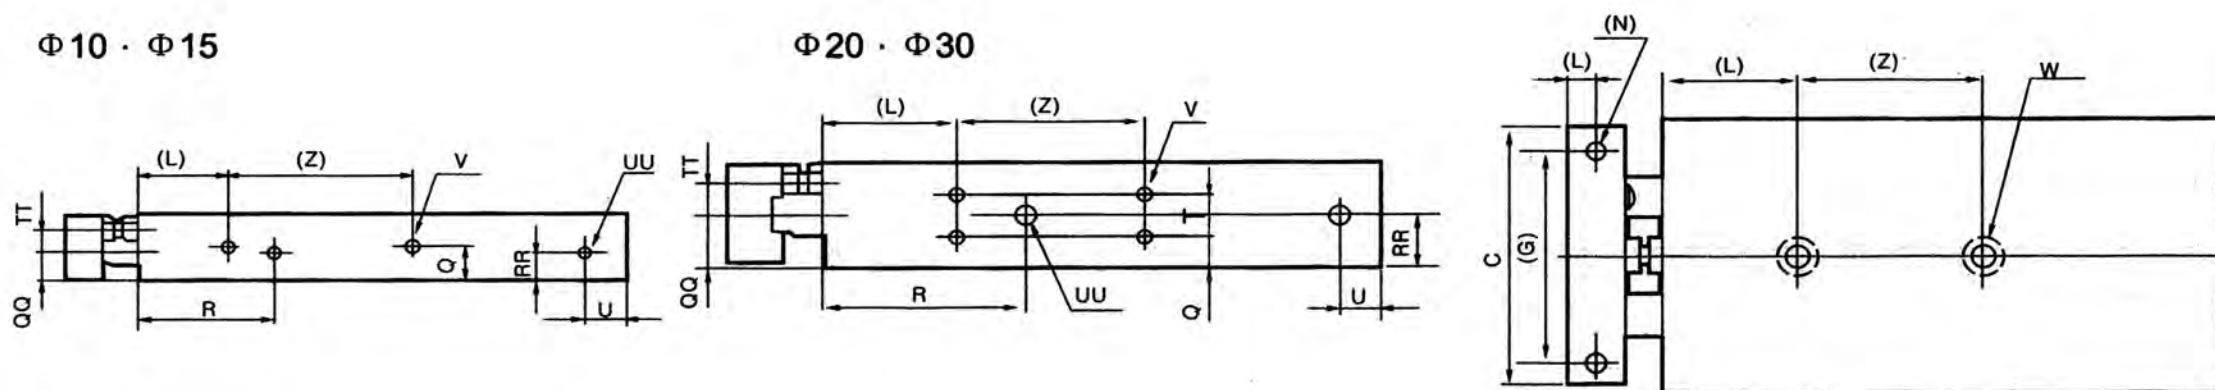 Φ10 · Φ15
TT
(L)
(Z)
V
UU
QQ
R
Q
RR
U
Φ20 · Φ30
TT
(L)
(Z)
V
QQ
R
UU
T
Q
RR
U
(N)
(L)
(L)
(Z)
W
C
(G)